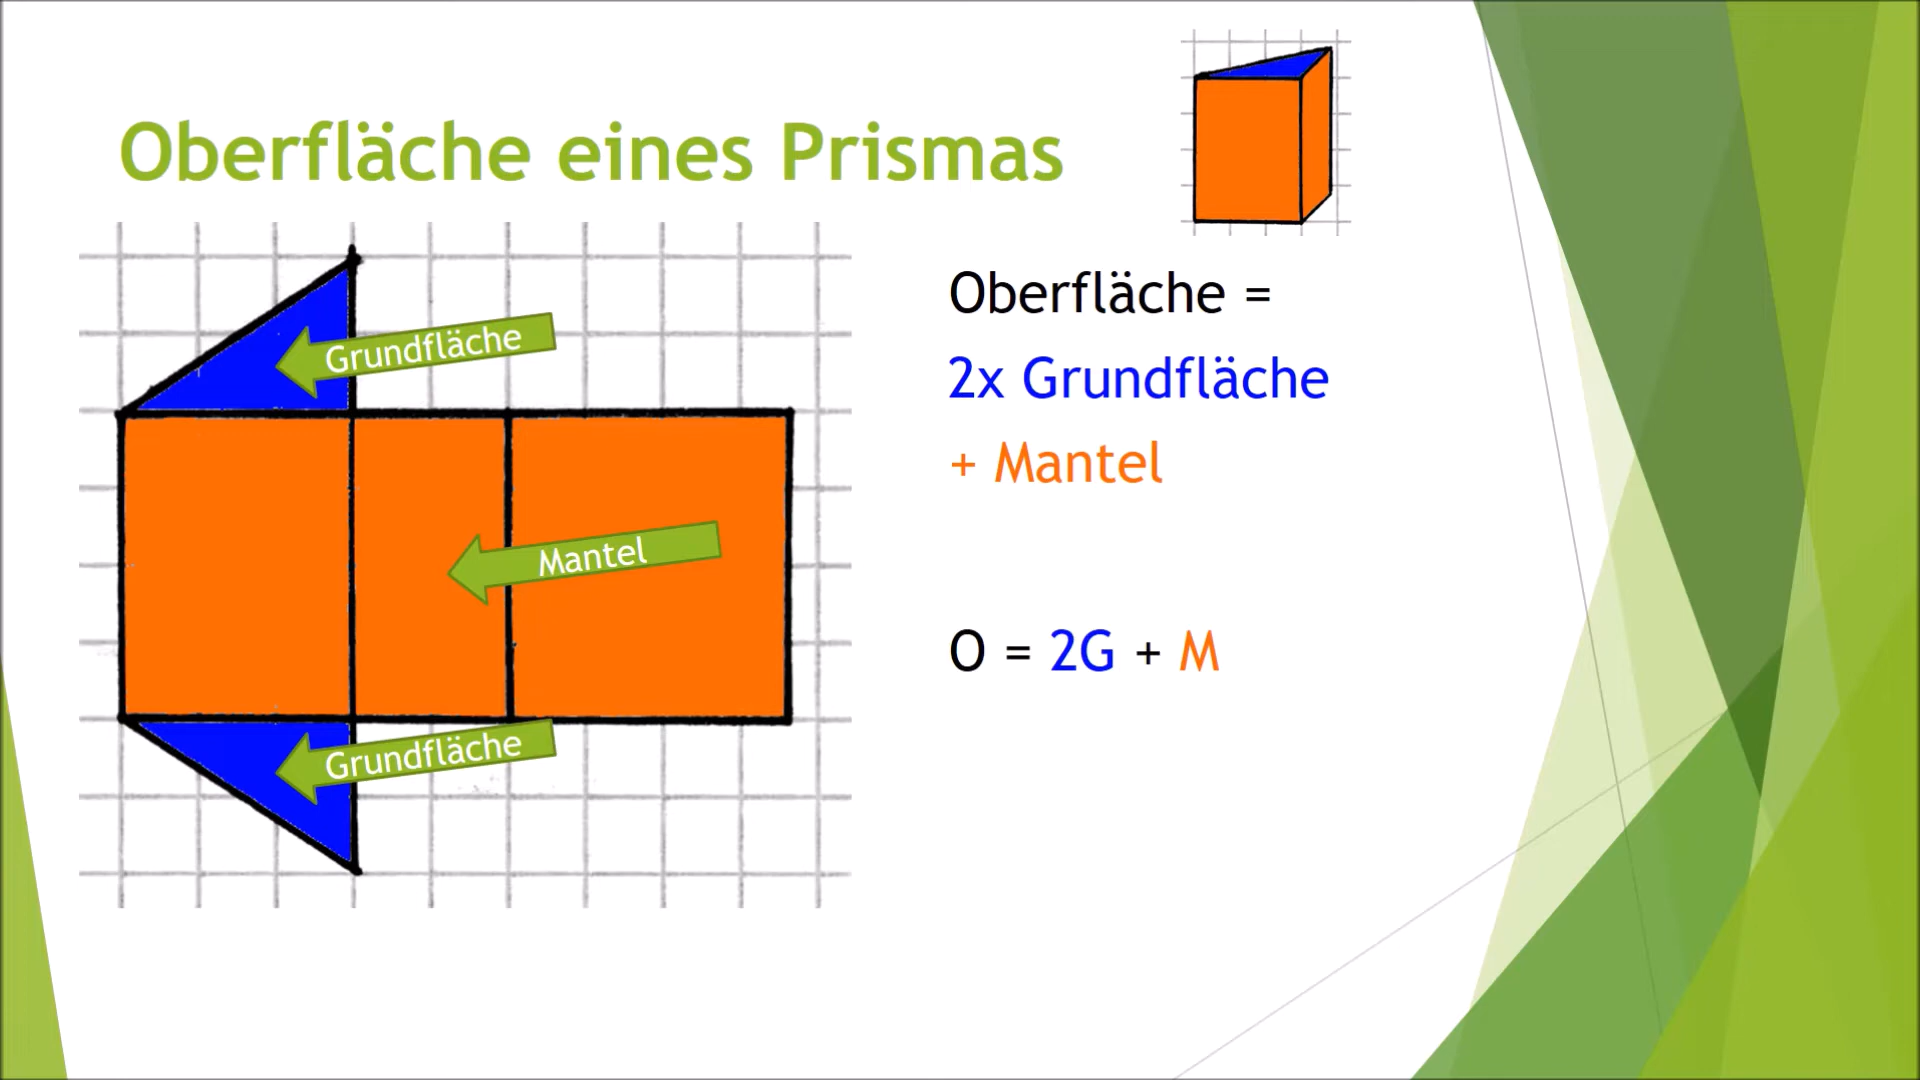 Oberfläche eines Prismas
Grundfläche
Mantel
Grundfläche
Oberfläche =
2x Grundfläche
+ Mantel
O = 2G + M